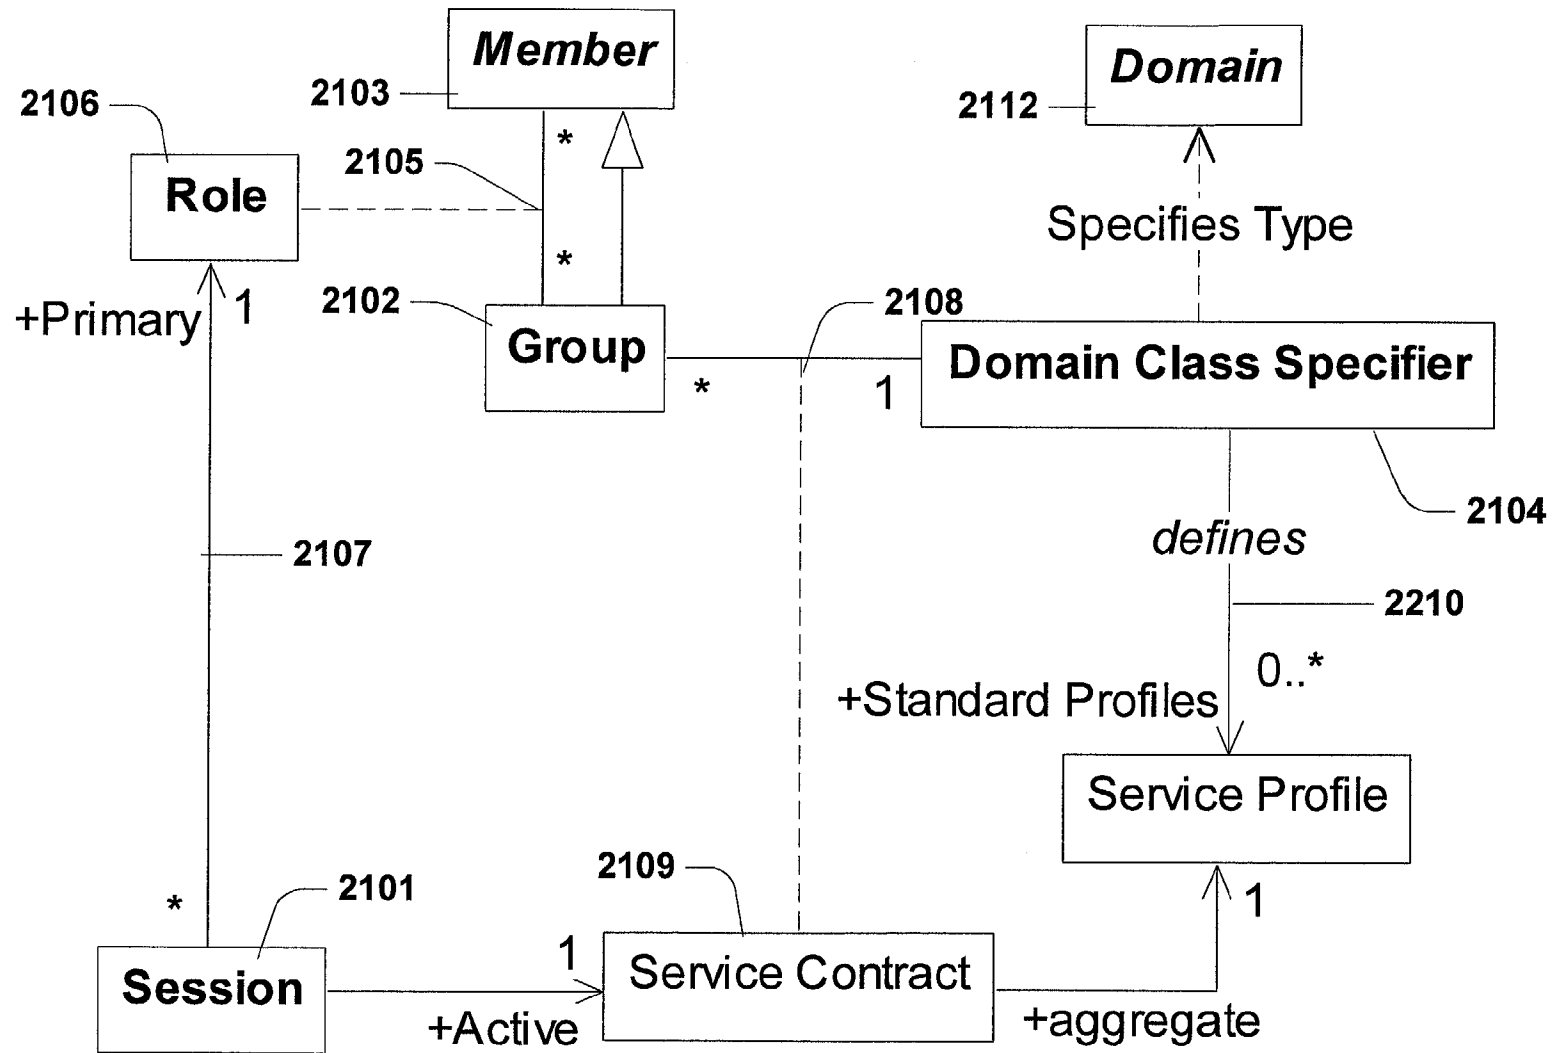 Member
Domain
2103
2106
2112
*
2105
Role
Specifies Type
*
2102
2108
+Primary
1
Group
Domain Class Specifier
*
1
2104
defines
2107
2210
0..*
+Standard Profiles
Service Profile
2109
2101
*
1
1
Session
Service Contract
+Active
+aggregate